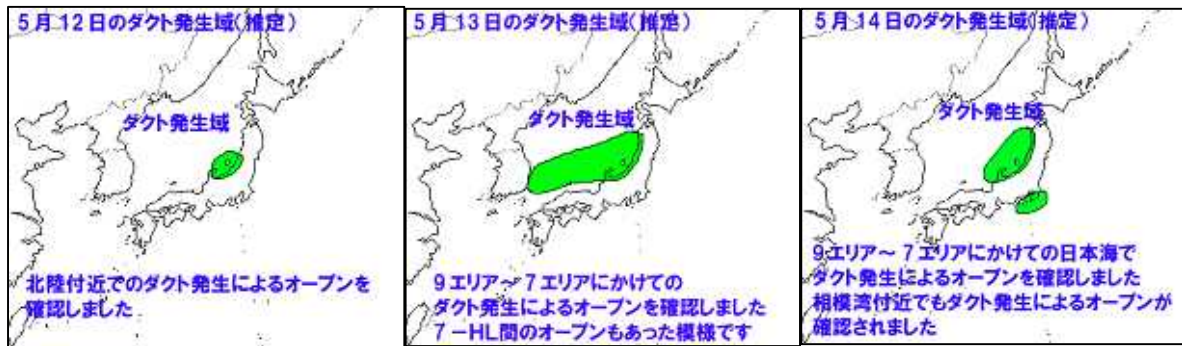 5月12日のダクト発生域(推定)
ダクト発生域
北陸付近でのダクト発生によるオープンを
確認しました
5月13日のダクト発生域(推定)
ダクト発生域
9エリア～7エリアにかけての
ダクト発生によるオープンを確認しました
7－HL間のオープンもあった模様です
5月14日のダクト発生域(推定)
ダクト発生域
9エリア～7エリアにかけての日本海で
ダクト発生によるオープンを確認しました
相模湾付近でもダクト発生によるオープンが
確認されました